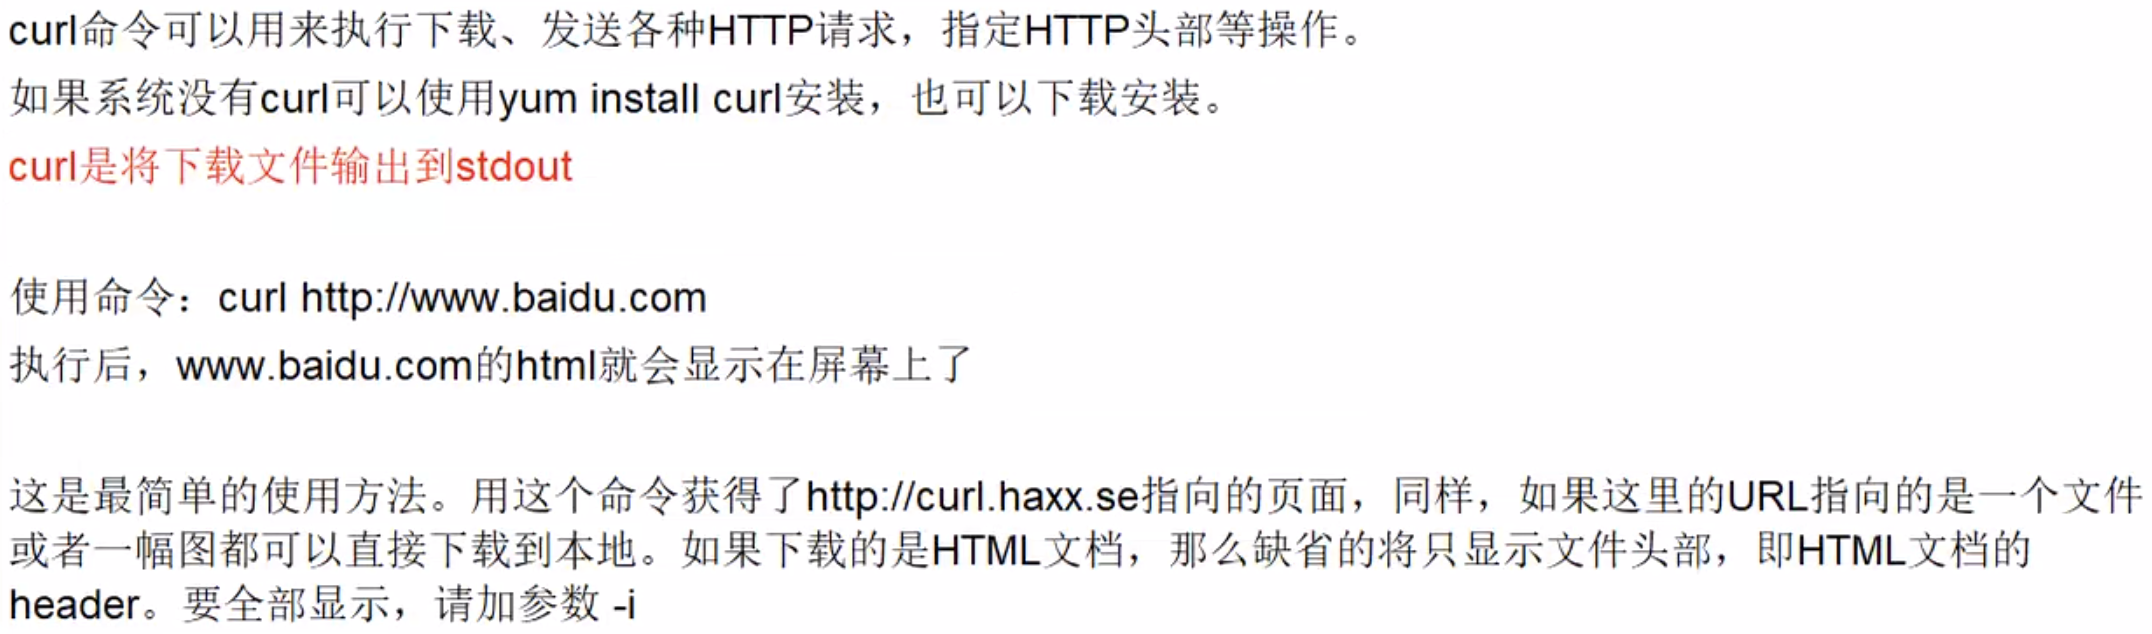 curl命令可以用来执行下载、发送各种HTTP请求，指定HTTP头部等操作。
如果系统没有curl可以使用yum install curl安装，也可以下载安装。
curl是将下载文件输出到stdout
使用命令：curl http://www.baidu.com
执行后，www.baidu.com的html就会显示在屏幕上了
这是最简单的使用方法。用这个命令获得了http://curl.haxx.se指向的页面，同样，如果这里的URL指向的是一个文件
或者一幅图都可以直接下载到本地。如果下载的是HTML文档，那么缺省的将只显示文件头部，即HTML文档的
header。要全部显示，请加参数 -i